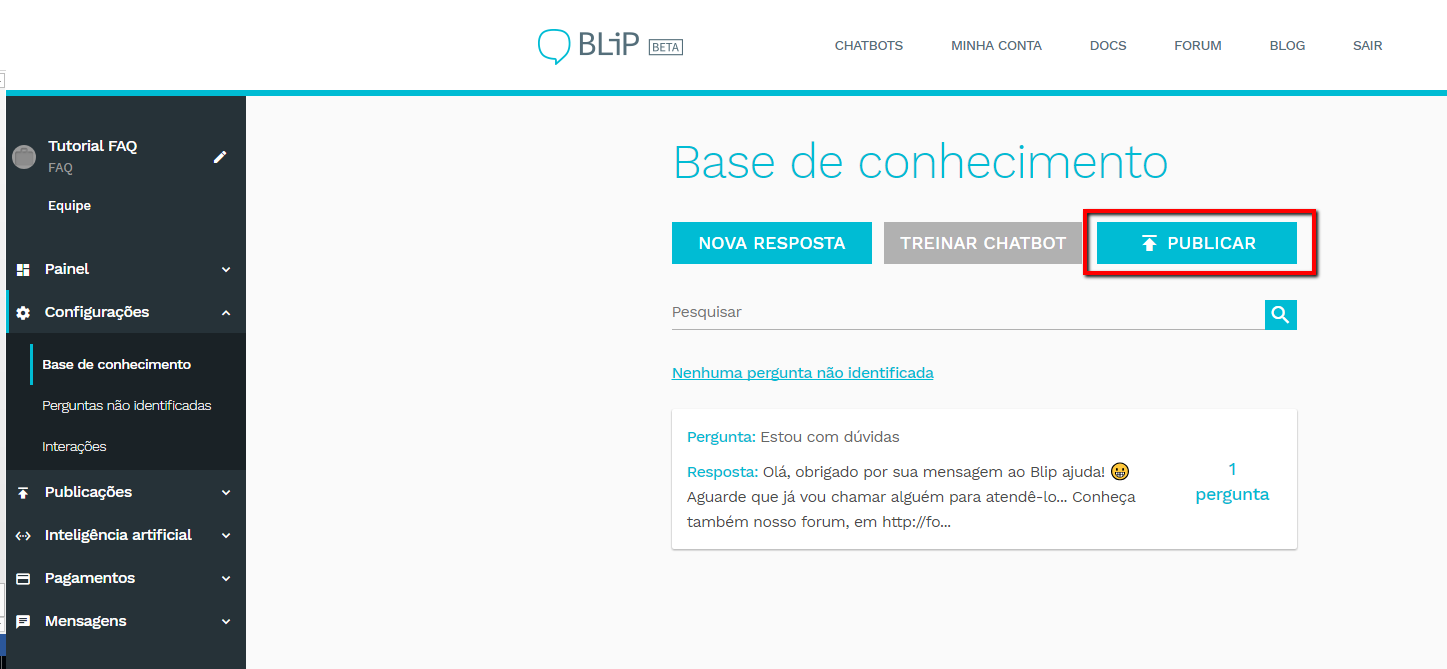 BLiP BETA
CHATBOTS MINHA CONTA DOCS FORUM BLOG SAIR
Tutorial FAQ
FAQ
Equipe
Painel
Configurações
Base de conhecimento
Perguntas não identificadas
Interações
Publicações
Inteligência artificial
Pagamentos
Mensagens
Base de conhecimento
NOVA RESPOSTA TREINAR CHATBOT PUBLICAR
Pesquisar
Nenhuma pergunta não identificada
Pergunta: Estou com dúvidas
Resposta: Olá, obrigado por sua mensagem ao Blip ajuda! 😀
Aguarde que já vou chamar alguém para atendê-lo... Conheça
também nosso forum, em http://fo...
1
pergunta